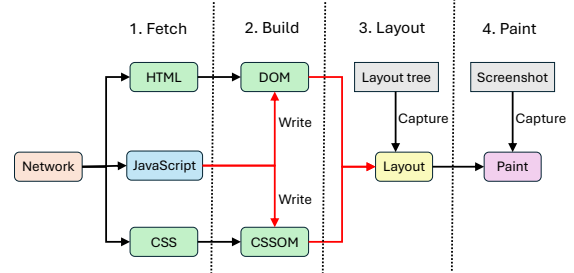 1. Fetch
2. Build
3. Layout
4. Paint
HTML
DOM
Layout tree
Screenshot
Write
Capture
Capture
Network
JavaScript
Layout
Paint
Write
CSS
CSSOM